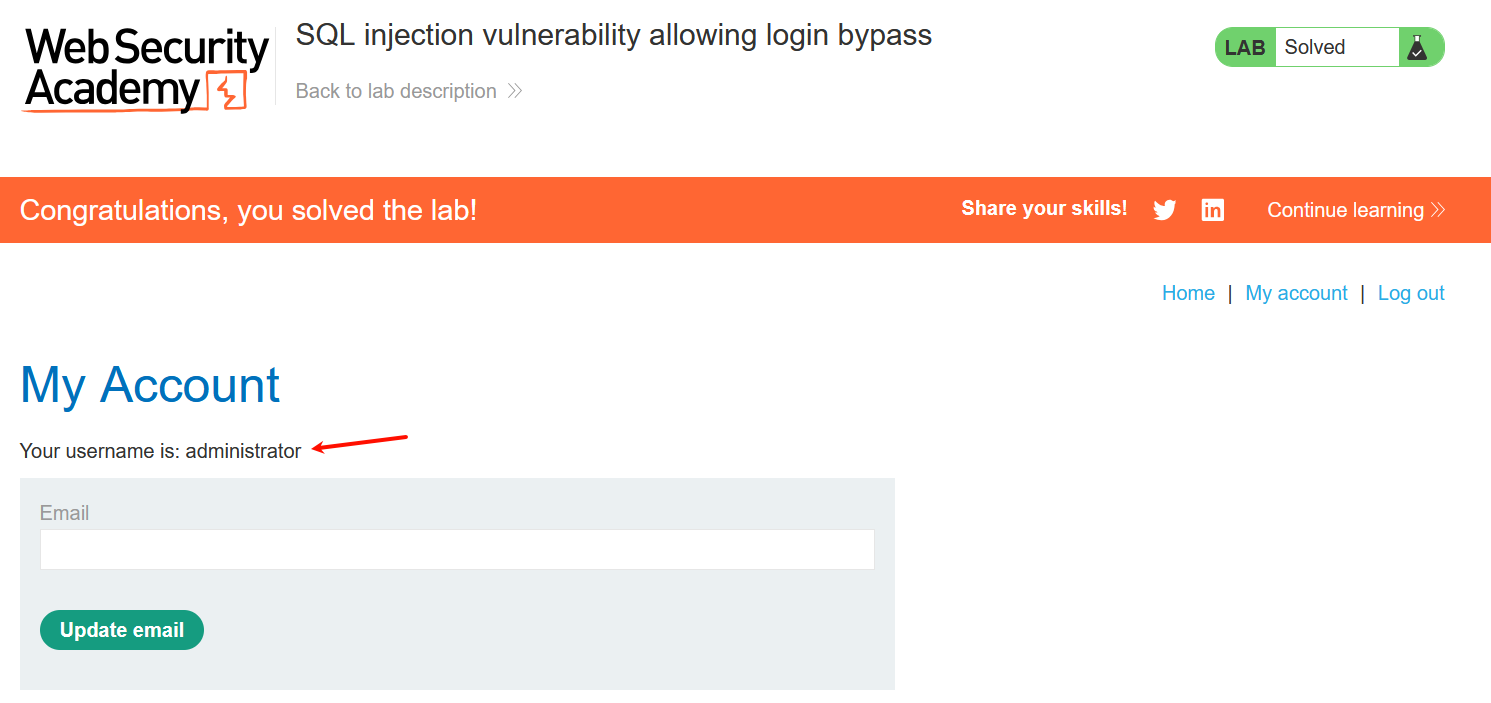 Web Security
Academy
SQL injection vulnerability allowing login bypass
Back to lab description
LAB Solved
Congratulations, you solved the lab!
Share your skills!
Continue learning
Home | My account | Log out
My Account
Your username is: administrator
Email
Update email